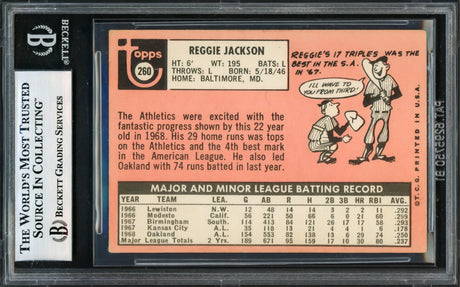 BECKETT
B
THE WORLD'S MOST TRUSTED
SOURCE IN COLLECTING™
BECKETT GRADING SERVICES
Topps
260
REGGIE JACKSON
HT: 6' WT: 195 BATS: L
THROWS: L BORN: 5/18/46
HOME: BALTIMORE, MD.
REGGIE'S 17 TRIPLES WAS THE
BEST IN THE S.A.
IN '67.
I'LL WAVE TO
YOU FROM
HERE!
The Athletics were excited with the
fantastic progress shown by this 22 year
old in 1968. His 29 home runs was tops
on the Athletics and the 4th best mark
in the American League. He also led
Oakland with 74 runs batted in last year.
©T.C.G. PRINTED IN U.S.A.
MAJOR AND MINOR LEAGUE BATTING RECORD
YEAR TEAM LEA. G AB R H 2B 3B HR RBI AVG.
1966 Lewiston N.W. 12 48 14 14 3 2 2 11 .292
1966 Modesto Calif. 56 221 50 66 6 0 21 60 .299
1967 Birmingham South. 114 413 84 121 26 17 17 58 .293
1967 Kansas City A.L. 35 118 13 21 4 4 1 6 .178
1968 Oakland A.L. 154 553 82 138 13 6 29 74 .250
Major League Totals 2 Yrs. 189 671 95 159 17 10 30 80 .237